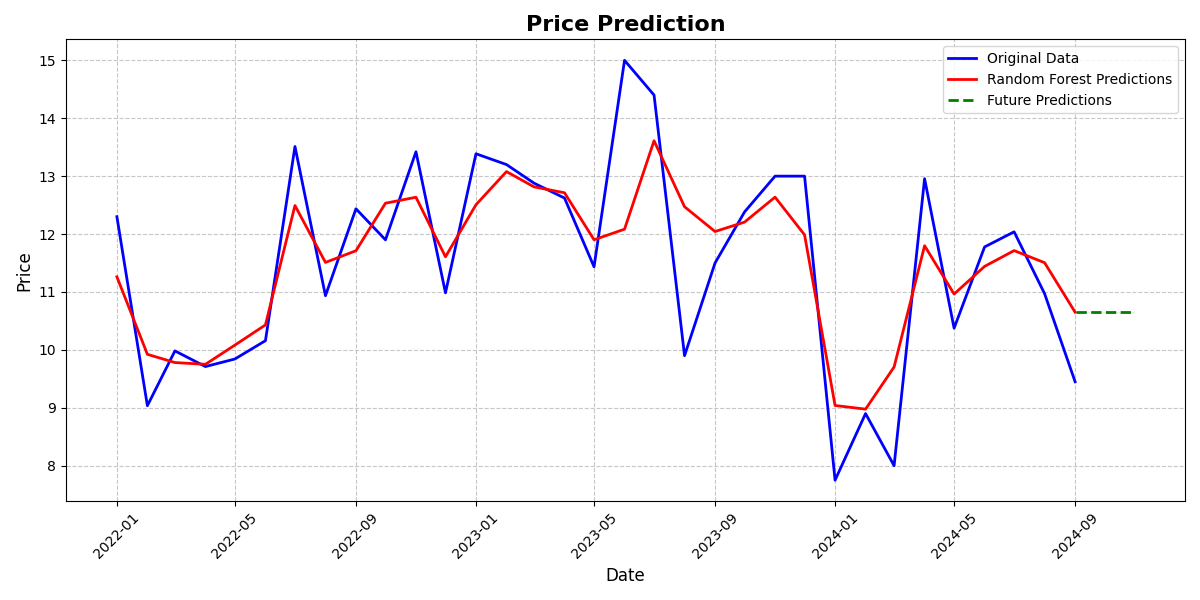 Price Prediction
Original Data
Random Forest Predictions
Future Predictions
Price
15
14
13
12
11
10
9
8
2022-01
2022-05
2022-09
2023-01
2023-05
2023-09
2024-01
2024-05
2024-09
Date